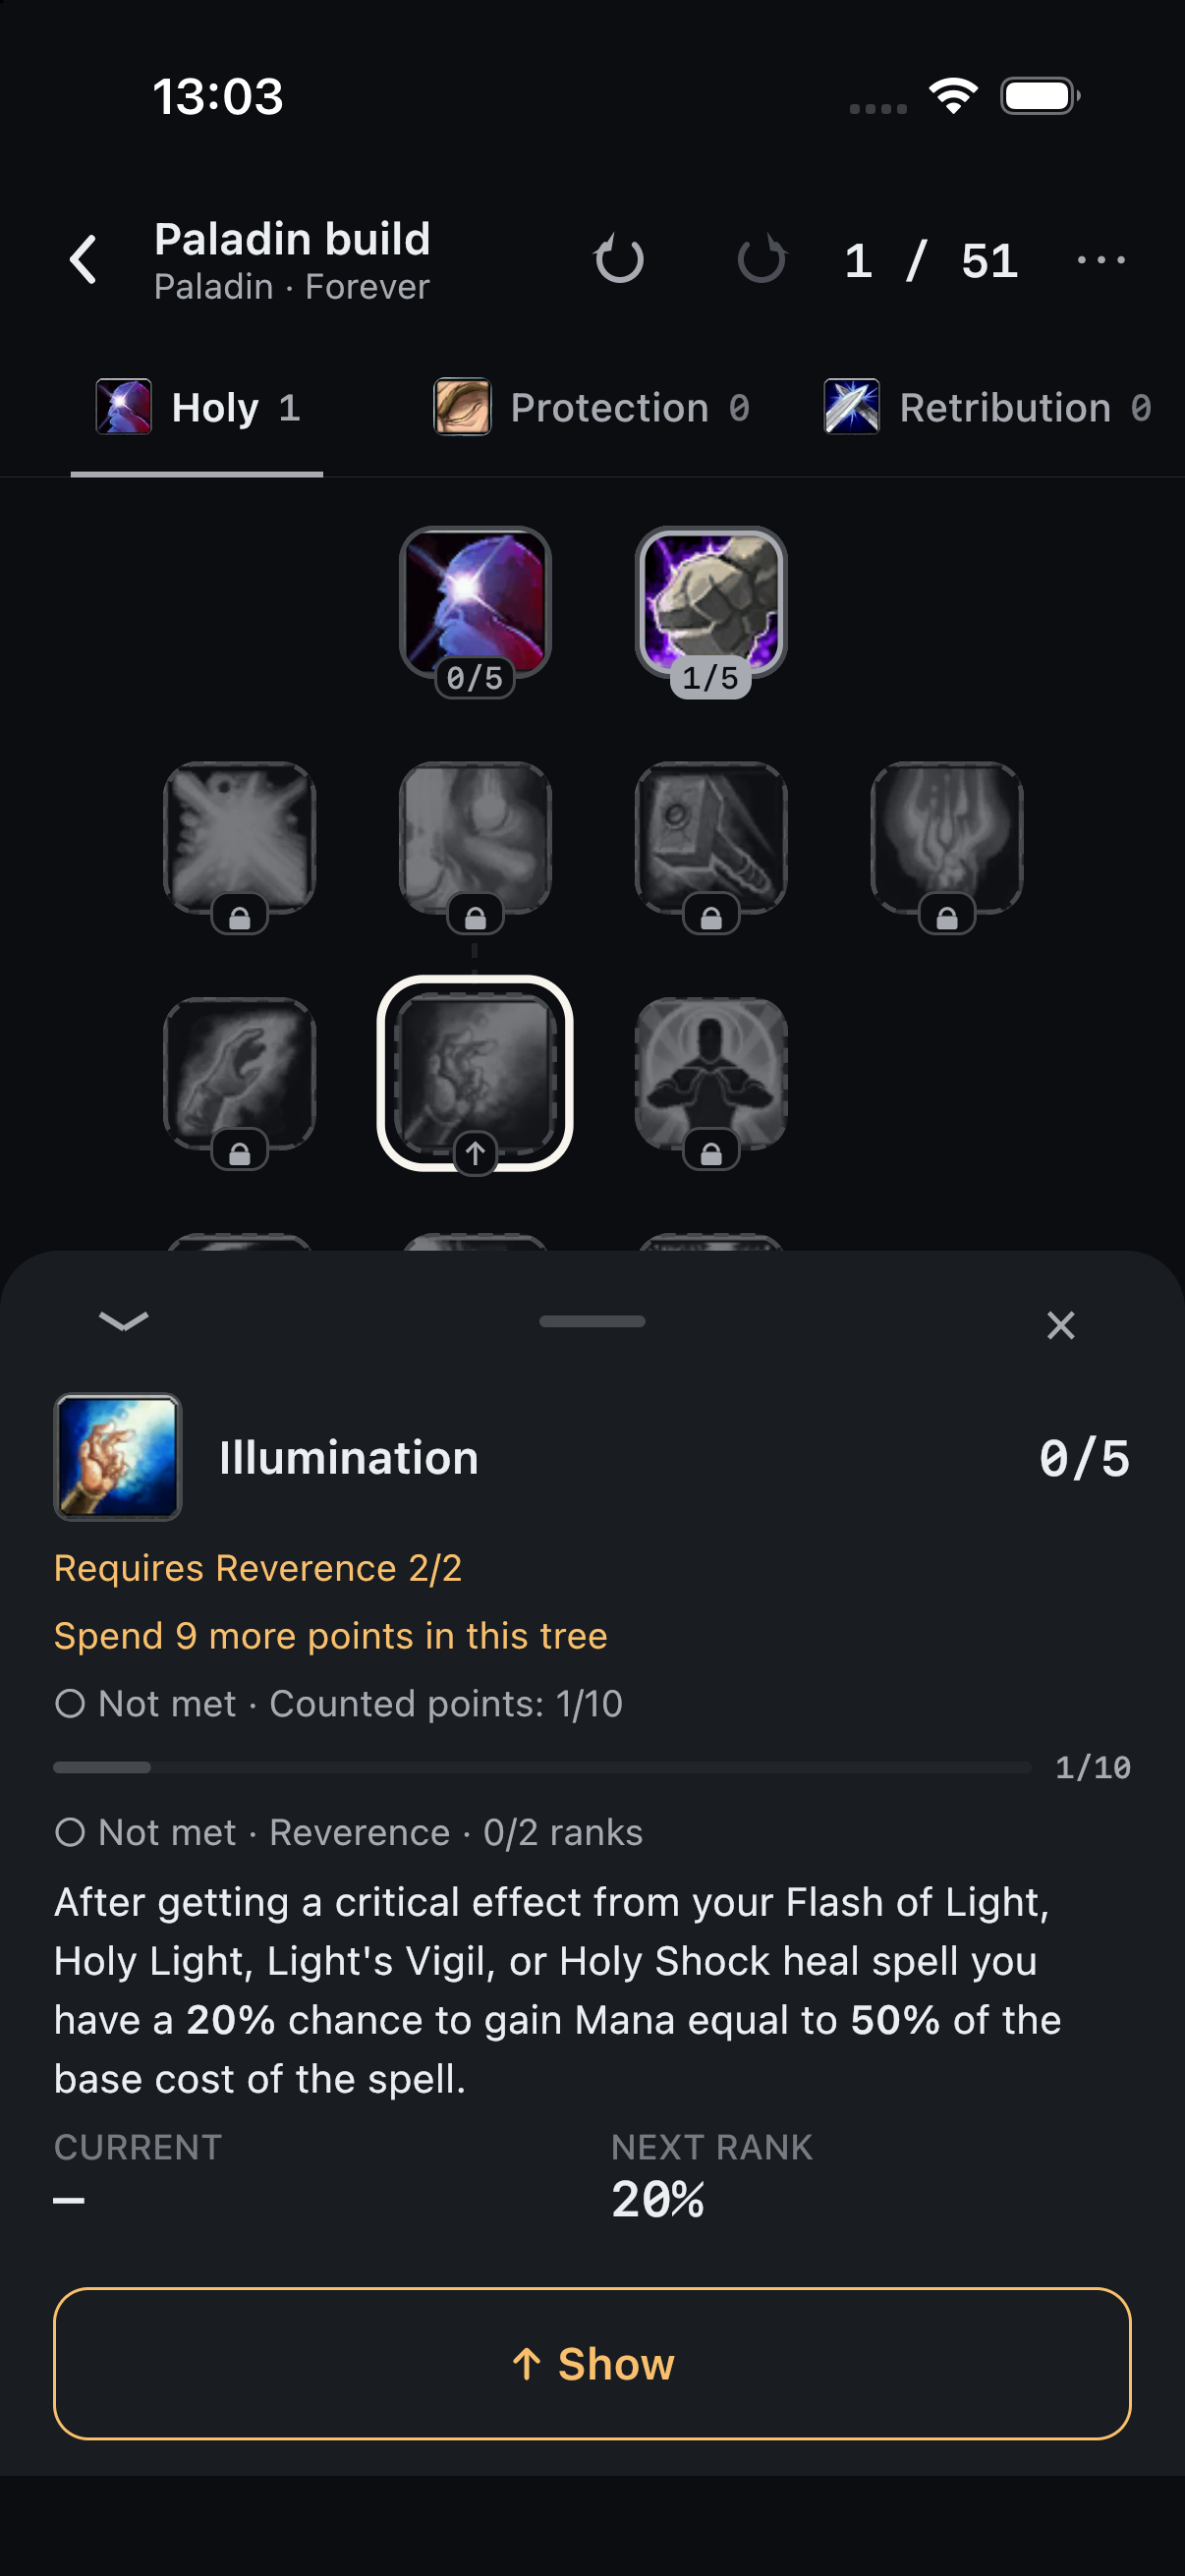 13:03
Paladin build
Paladin · Forever
1 / 51
Holy 1
Protection 0
Retribution 0
0/5
1/5
Illumination
0/5
Requires Reverence 2/2
Spend 9 more points in this tree
Not met · Counted points: 1/10
1/10
Not met · Reverence · 0/2 ranks
After getting a critical effect from your Flash of Light,
Holy Light, Light's Vigil, or Holy Shock heal spell you
have a 20% chance to gain Mana equal to 50% of the
base cost of the spell.
CURRENT
NEXT RANK
–
20%
↑ Show